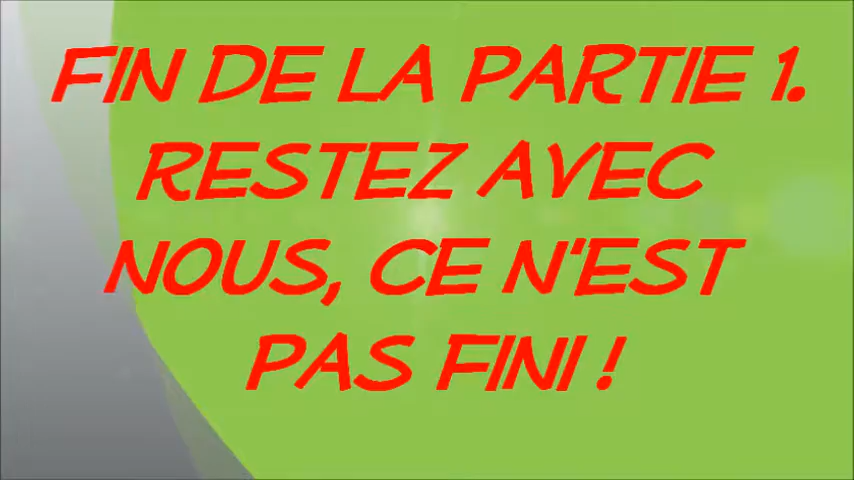 FIN DE LA PARTIE 1.
RESTEZ AVEC
NOUS, CE N'EST
PAS FINI !